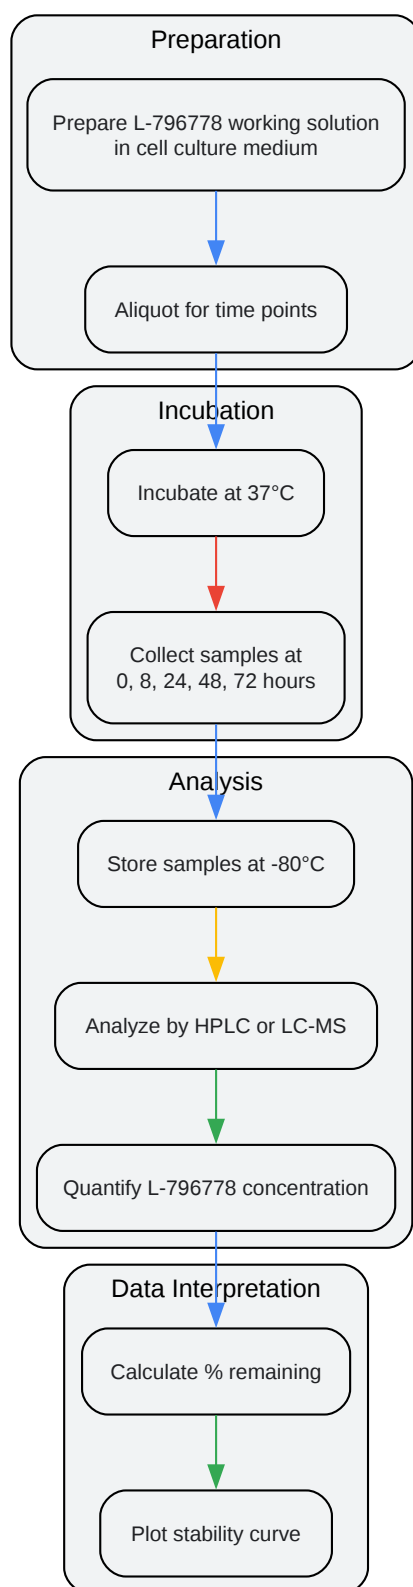 Preparation
Prepare L-796778 working solution
in cell culture medium
Aliquot for time points
Incubation
Incubate at 37°C
Collect samples at
0, 8, 24, 48, 72 hours
Analysis
Store samples at -80°C
Analyze by HPLC or LC-MS
Quantify L-796778 concentration
Data Interpretation
Calculate % remaining
Plot stability curve